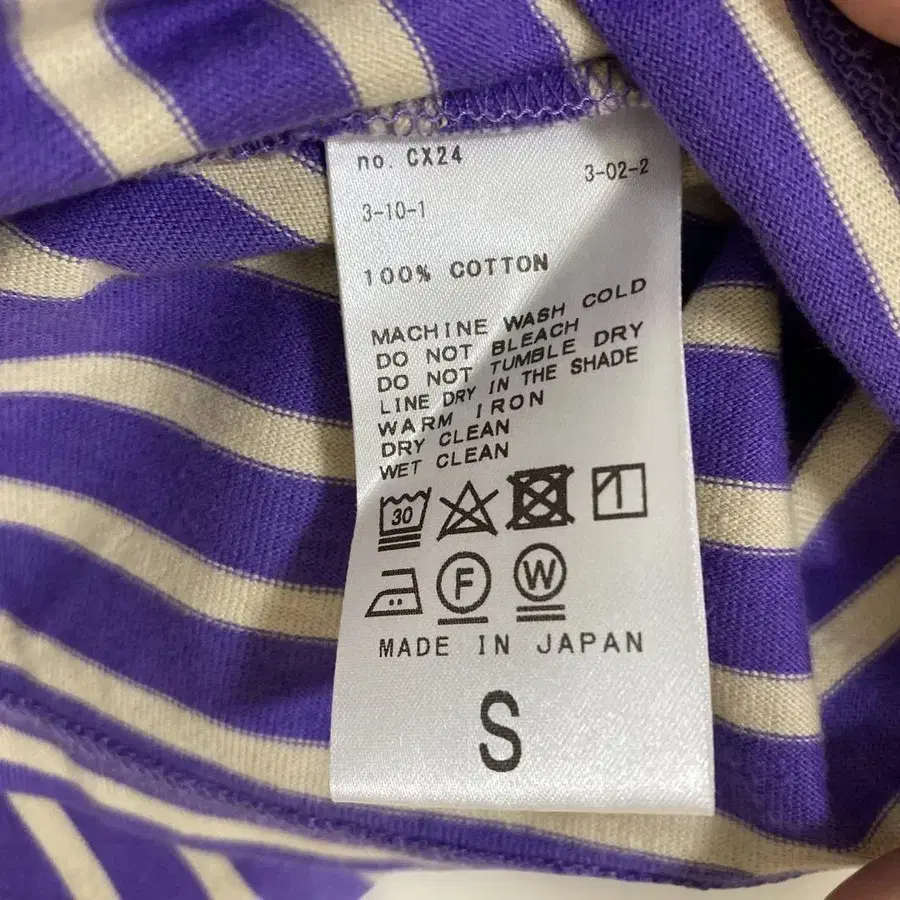 no. CX24
3-02-2
3-10-1
100% COTTON
MACHINE WASH COLD
DO NOT BLEACH
DO NOT TUMBLE DRY
LINE DRY IN THE SHADE
WARM IRON
DRY CLEAN
WET CLEAN
30
F W
MADE IN JAPAN
S